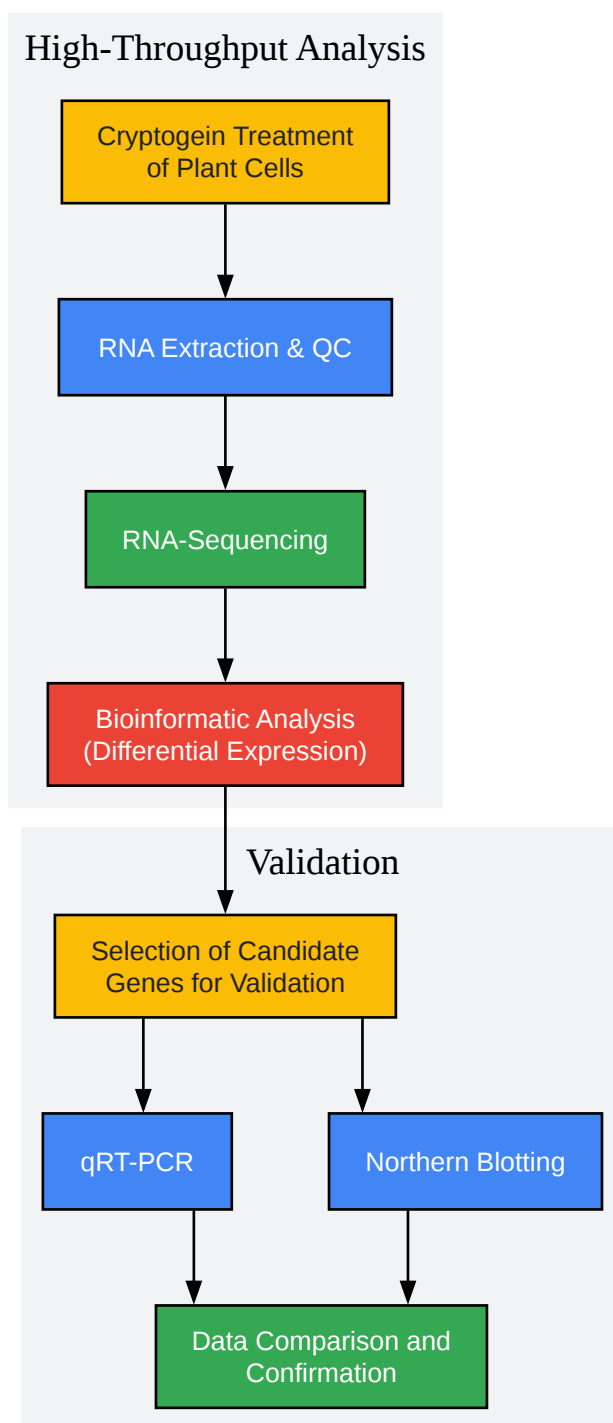 High-Throughput Analysis
Cryptogein Treatment
of Plant Cells
RNA Extraction & QC
RNA-Sequencing
Bioinformatic Analysis
(Differential Expression)
Validation
Selection of Candidate
Genes for Validation
qRT-PCR
Northern Blotting
Data Comparison and
Confirmation